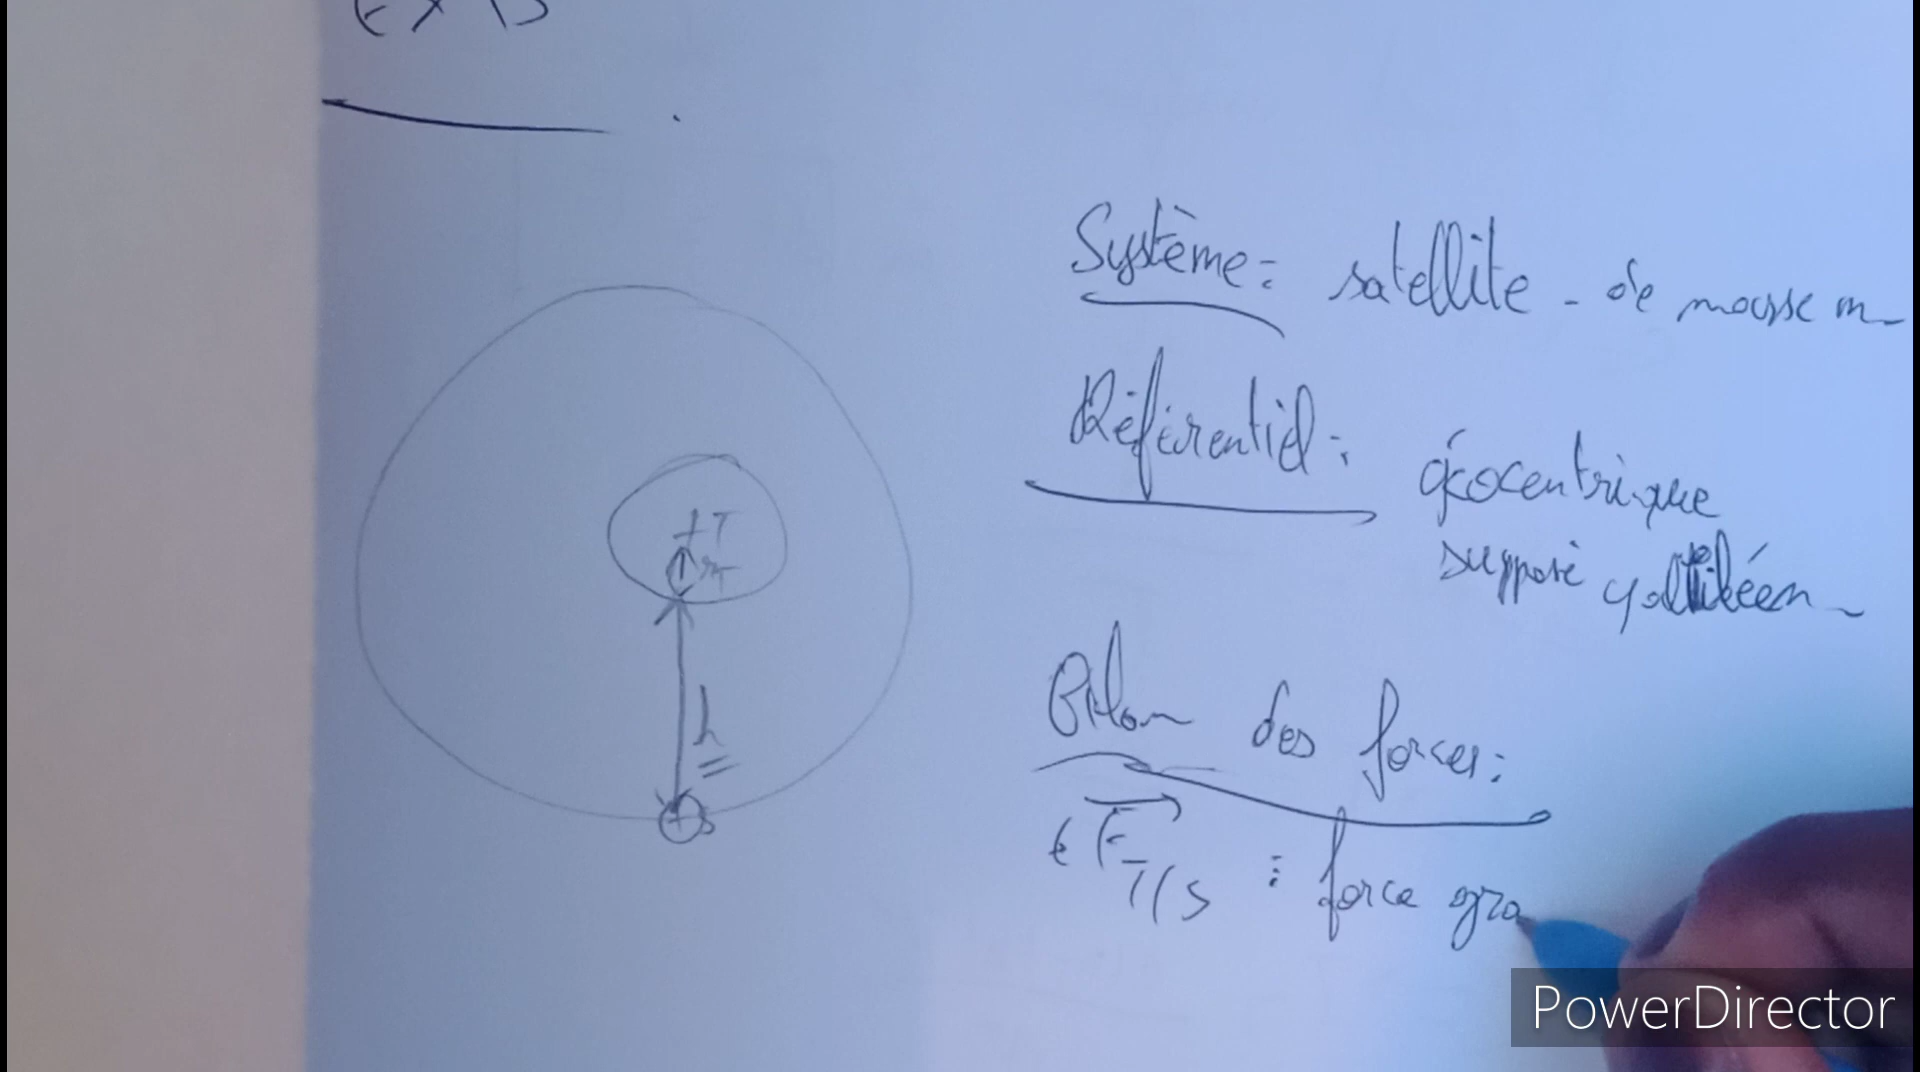 Système : satellite - de masse m
Référentiel : géocentrique
supposé galiléen
T
h
S
Bilan des forces :
F T/S : force gra
PowerDirector